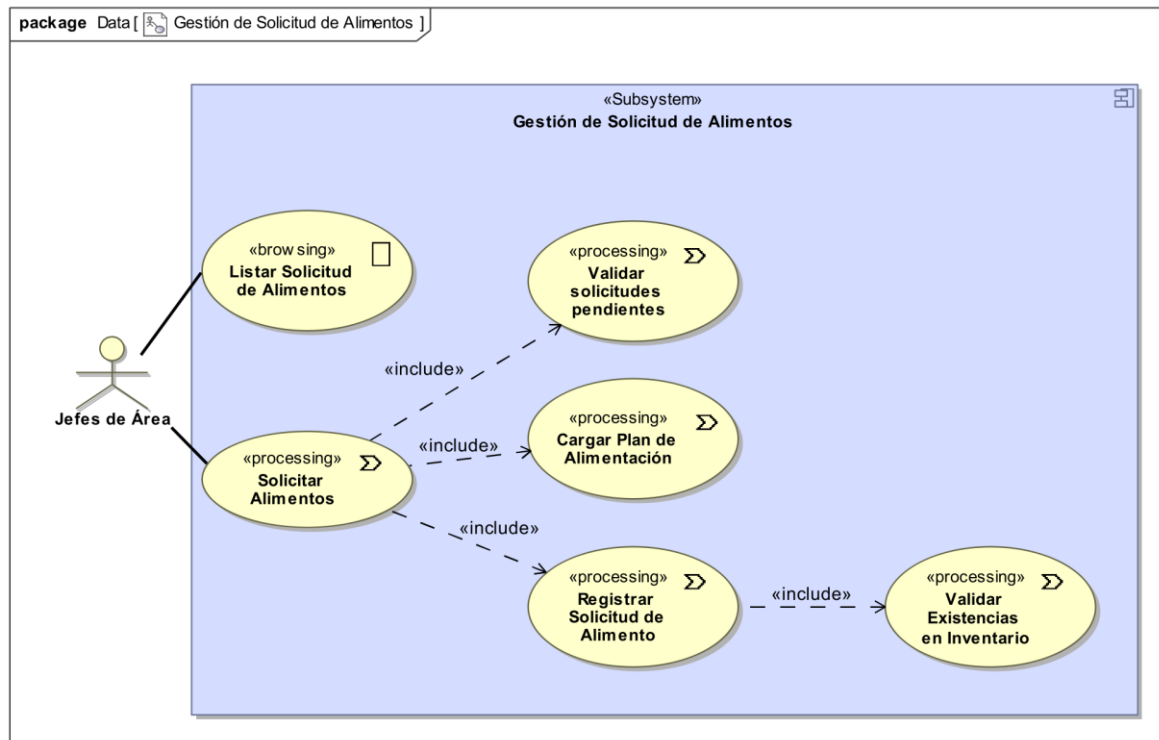 package Data [ Gestión de Solicitud de Alimentos ]
«Subsystem»
Gestión de Solicitud de Alimentos
«browsing»
Listar Solicitud
de Alimentos
«processing»
Validar
solicitudes
pendientes
«include»
Jefes de Área
«processing»
Solicitar
Alimentos
«include»
«processing»
Cargar Plan de
Alimentación
«include»
«processing»
Registrar
Solicitud de
Alimento
«include»
«processing»
Validar
Existencias
en Inventario